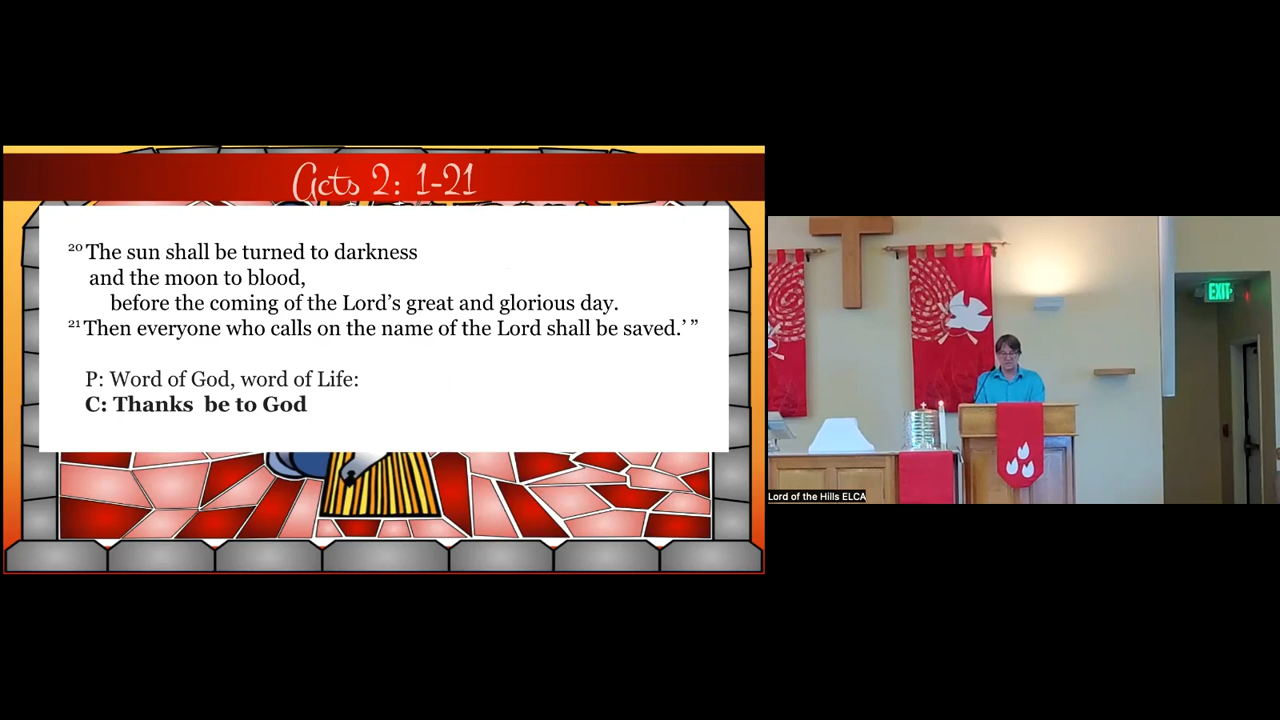 Acts 2: 1-21
20 The sun shall be turned to darkness
and the moon to blood,
before the coming of the Lord’s great and glorious day.
21 Then everyone who calls on the name of the Lord shall be saved.’ ”
P: Word of God, word of Life:
C: Thanks be to God
EXIT
Lord of the Hills ELCA